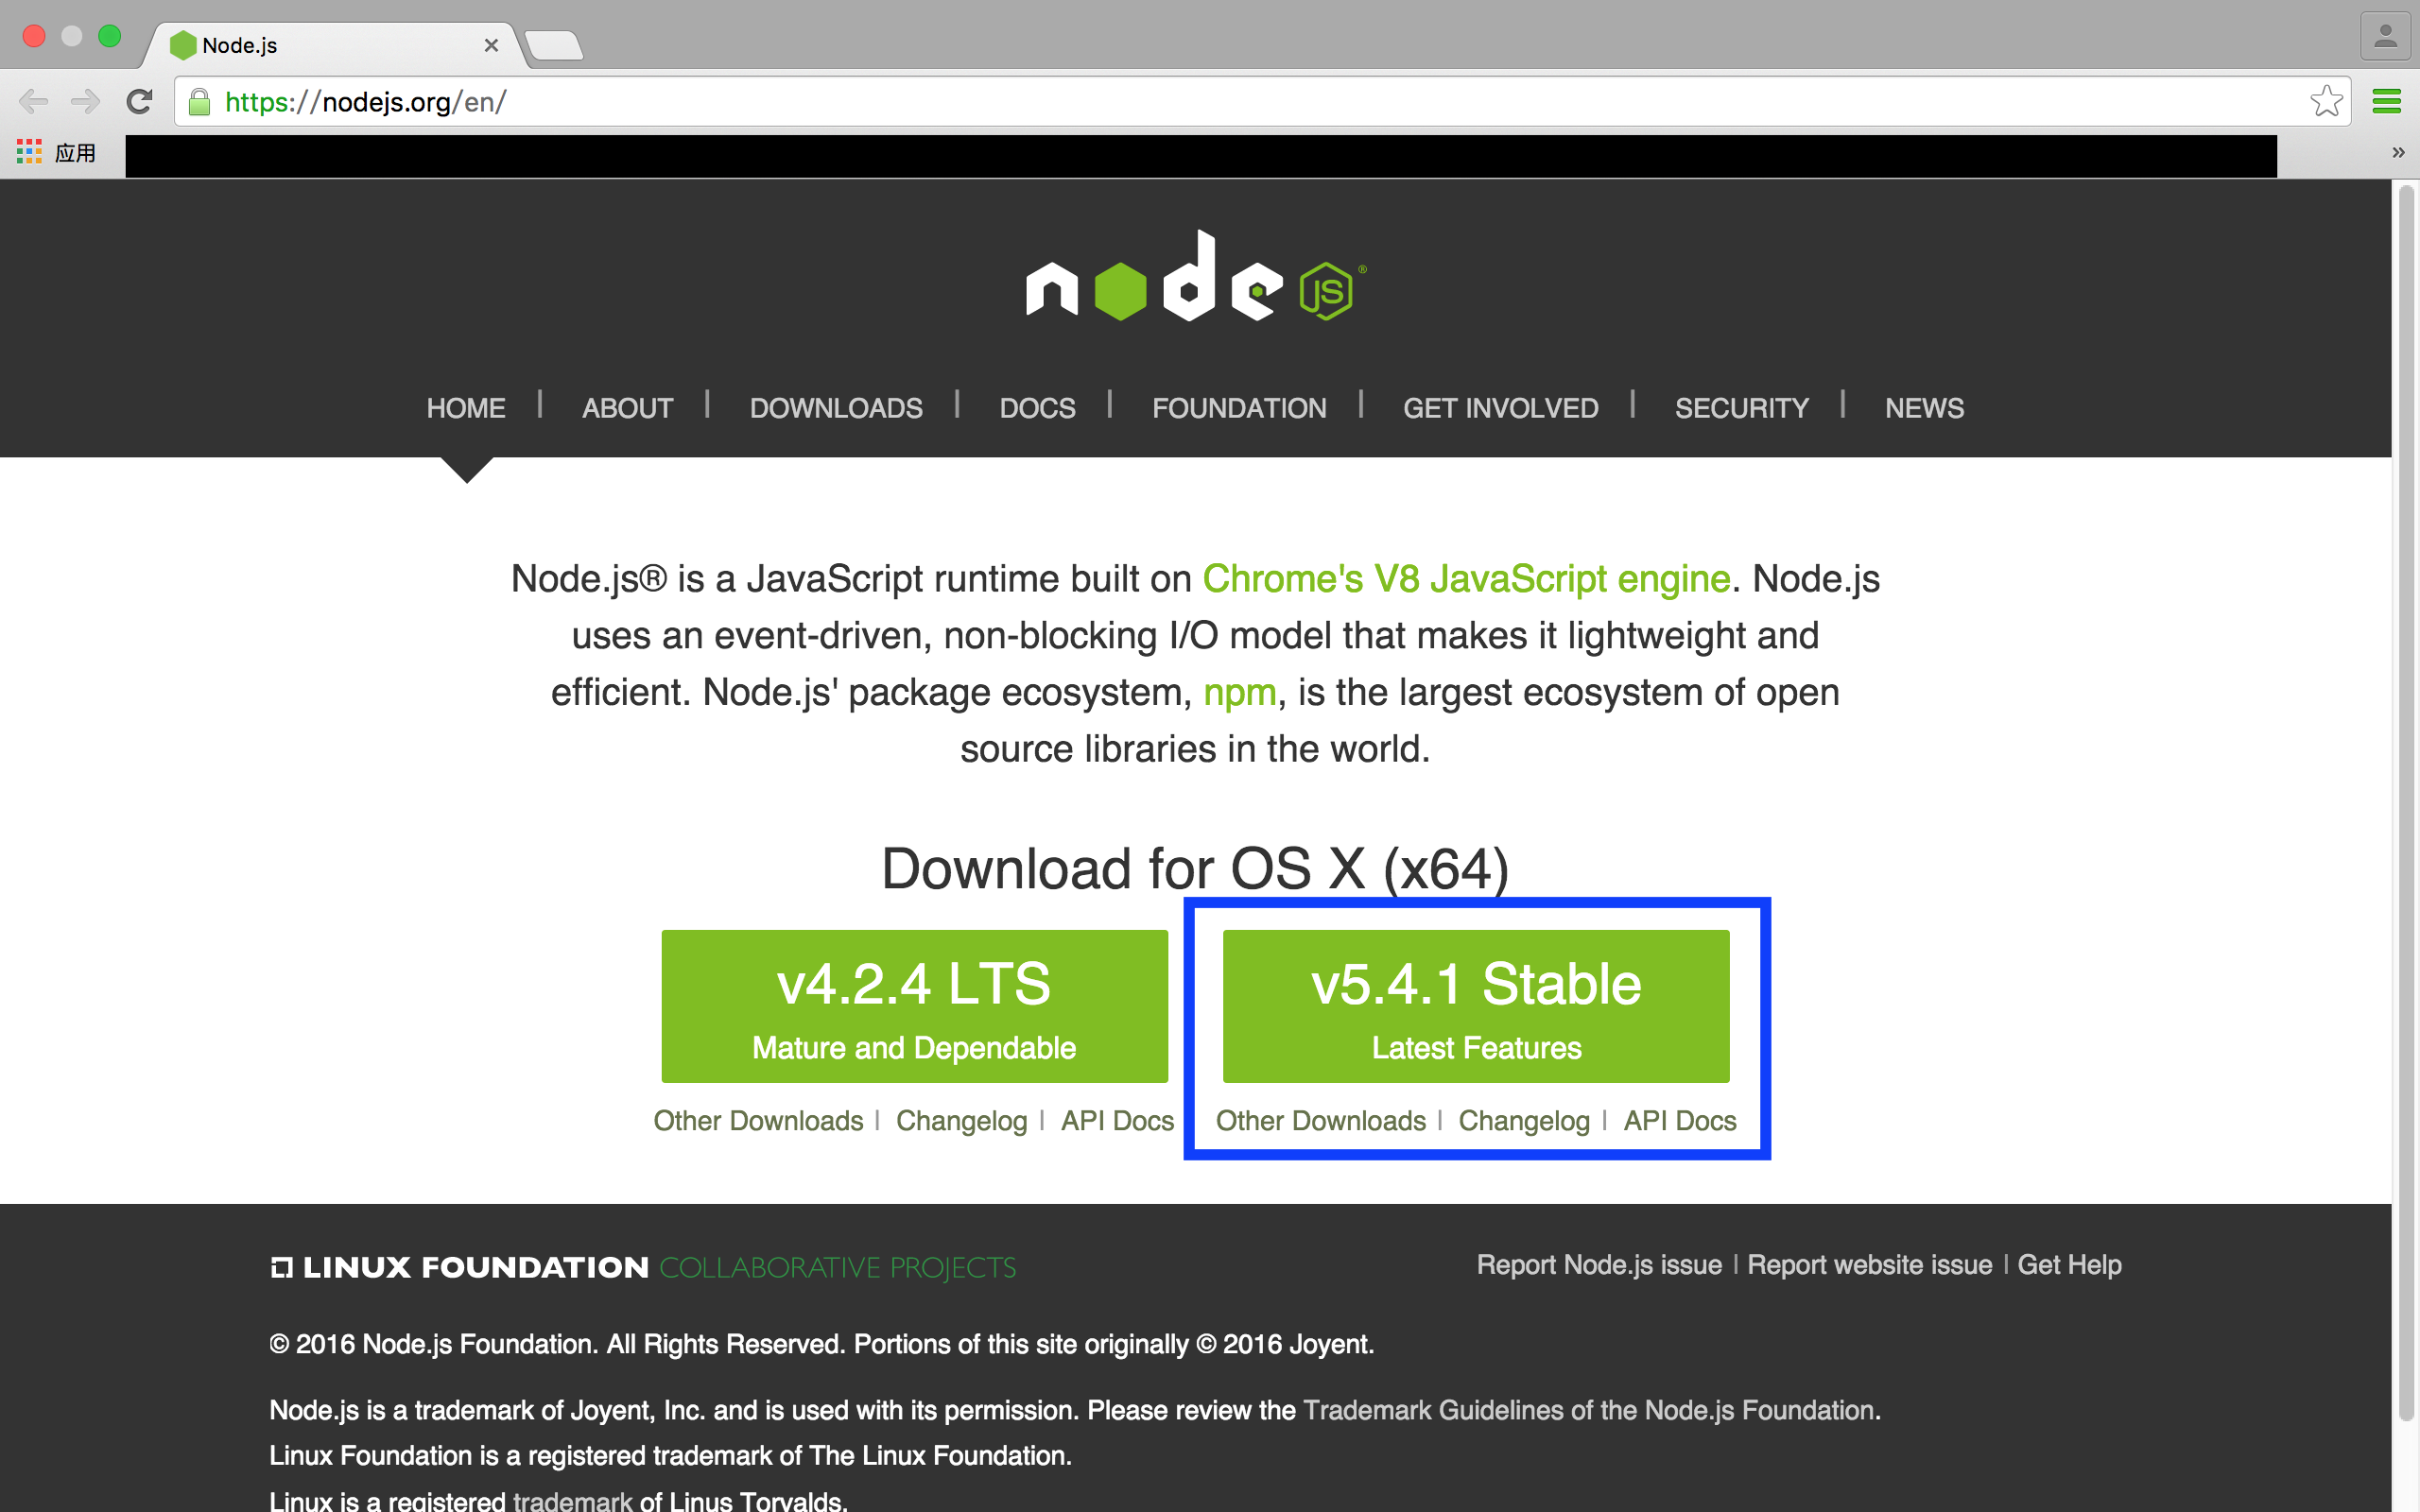 Node.js
https://nodejs.org/en/
应用
node JS ®
HOME | ABOUT | DOWNLOADS | DOCS | FOUNDATION | GET INVOLVED | SECURITY | NEWS
Node.js® is a JavaScript runtime built on Chrome's V8 JavaScript engine. Node.js
uses an event-driven, non-blocking I/O model that makes it lightweight and
efficient. Node.js' package ecosystem, npm, is the largest ecosystem of open
source libraries in the world.
Download for OS X (x64)
v4.2.4 LTS
Mature and Dependable
Other Downloads | Changelog | API Docs
v5.4.1 Stable
Latest Features
Other Downloads | Changelog | API Docs
LINUX FOUNDATION COLLABORATIVE PROJECTS
Report Node.js issue | Report website issue | Get Help
© 2016 Node.js Foundation. All Rights Reserved. Portions of this site originally © 2016 Joyent.
Node.js is a trademark of Joyent, Inc. and is used with its permission. Please review the Trademark Guidelines of the Node.js Foundation.
Linux Foundation is a registered trademark of The Linux Foundation.
Linux is a registered trademark of Linus Torvalds.